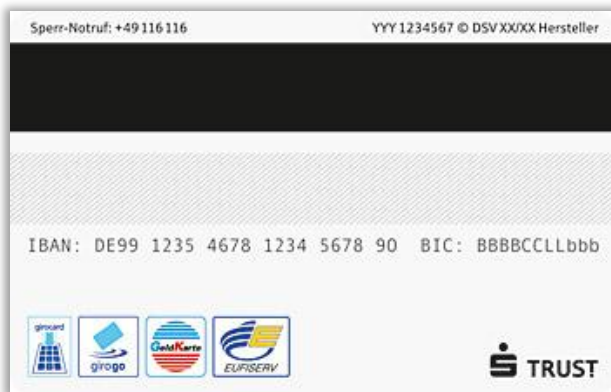 Sperr-Notruf: +49 116 116 YYY 1234567 © DSV XX/XX Hersteller
IBAN: DE99 1235 4678 1234 5678 90 BIC: BBBBCCLLbbb
girocard girogo GeldKarte EUFISERV
S TRUST